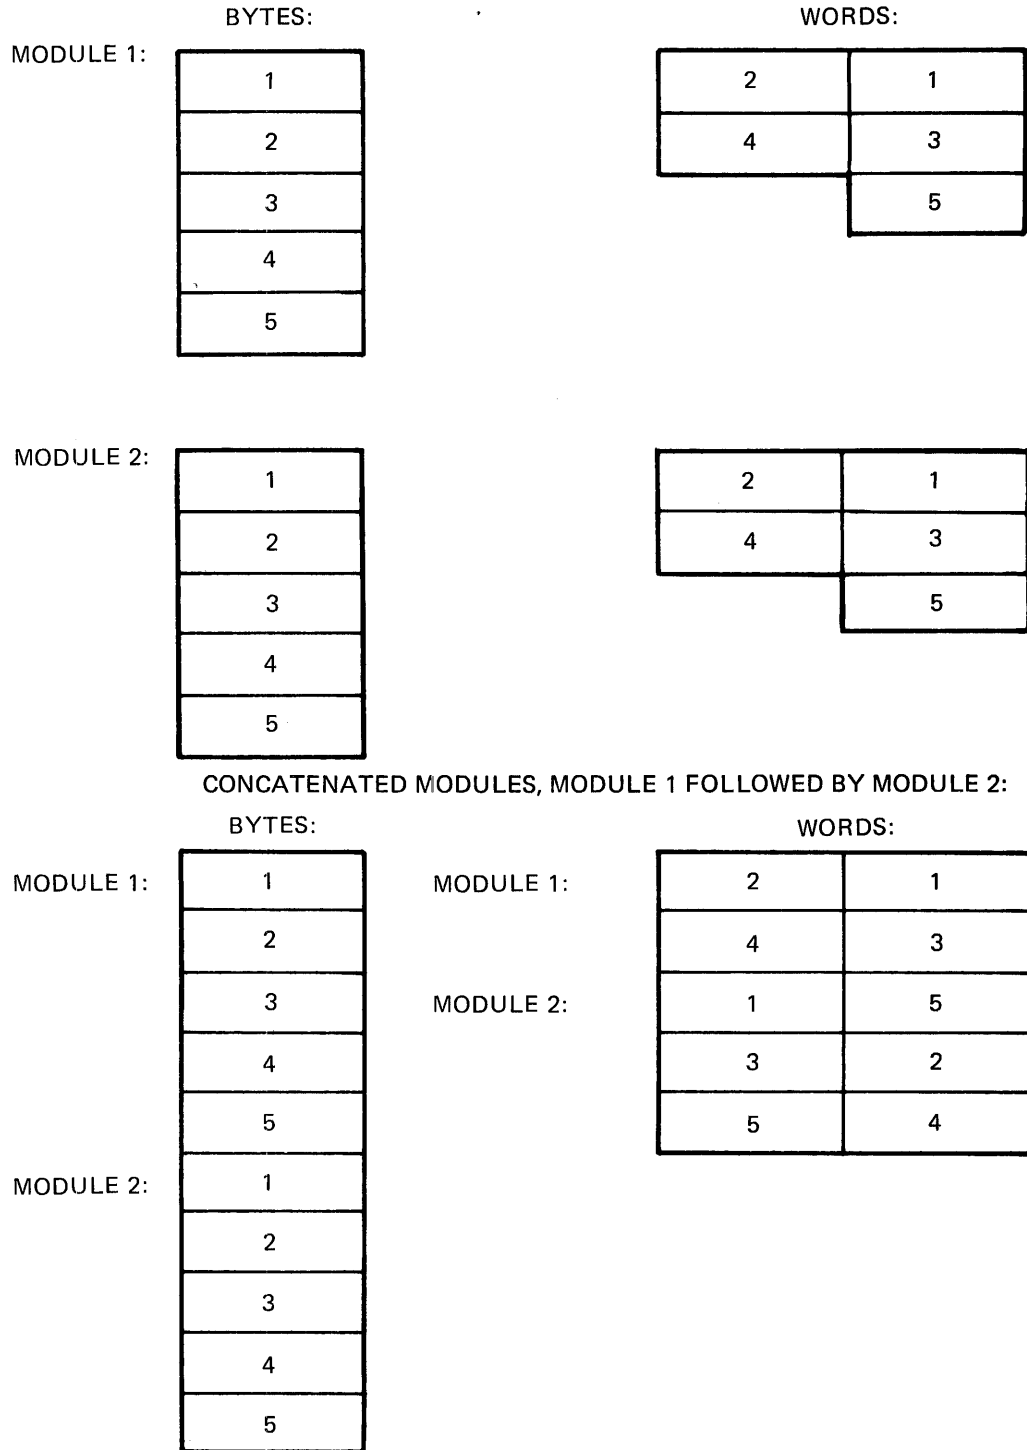 BYTES: WORDS:
MODULE 1:
1 2 1
2 4 3
3 5
4
5
MODULE 2:
1 2 1
2 4 3
3 5
4
5
CONCATENATED MODULES, MODULE 1 FOLLOWED BY MODULE 2:
BYTES: WORDS:
MODULE 1: 1 MODULE 1: 2 1
2 4 3
3 MODULE 2: 1 5
4 3 2
5 5 4
MODULE 2: 1
2
3
4
5